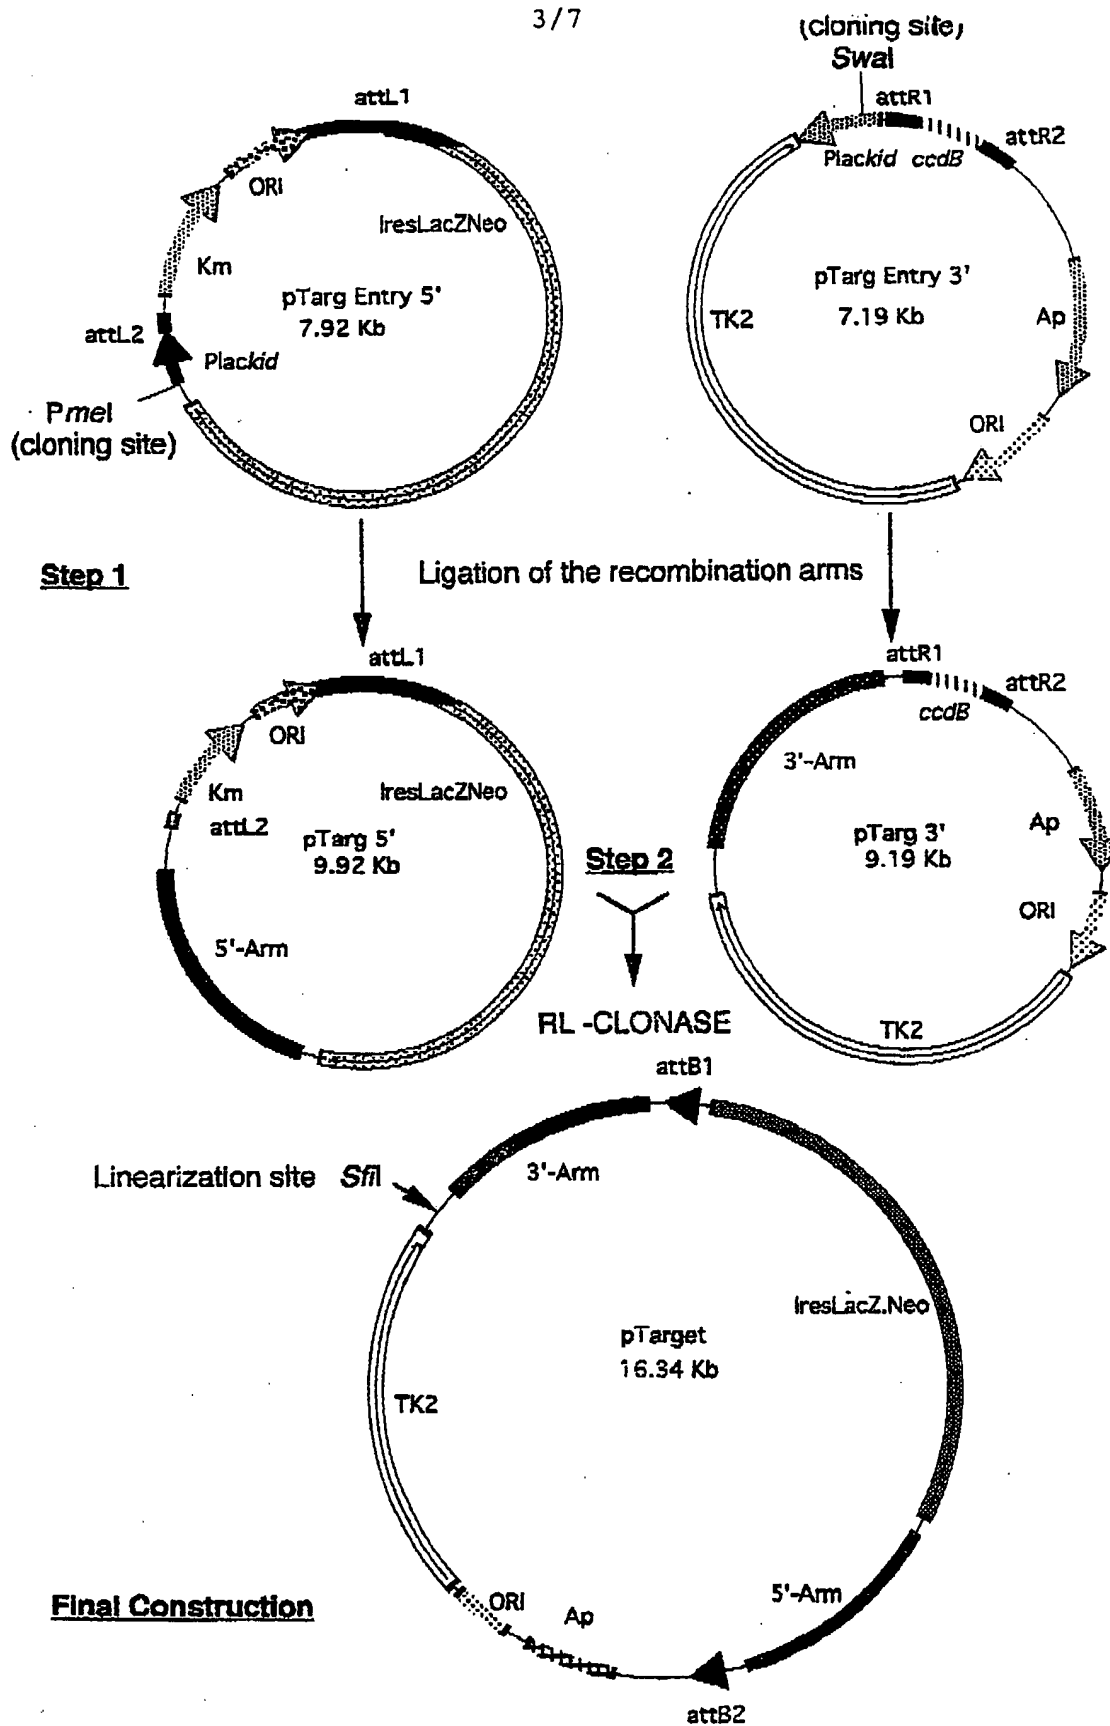 3/7
(cloning site)
SwaI
attL1
attR1
attR2
ORI
Plackid ccdB
IresLacZNeo
Km
pTarg Entry 5'
7.92 Kb
pTarg Entry 3'
7.19 Kb
TK2
Ap
attL2
Plackid
PmeI
(cloning site)
ORI
Step 1
Ligation of the recombination arms
attL1
attR1
attR2
ccdB
ORI
3'-Arm
Km
IresLacZNeo
attL2
pTarg 5'
9.92 Kb
Step 2
pTarg 3'
9.19 Kb
Ap
ORI
5'-Arm
RL -CLONASE
TK2
attB1
Linearization site SfiI
3'-Arm
IresLacZ.Neo
pTarget
16.34 Kb
TK2
5'-Arm
ORI
Ap
Final Construction
attB2